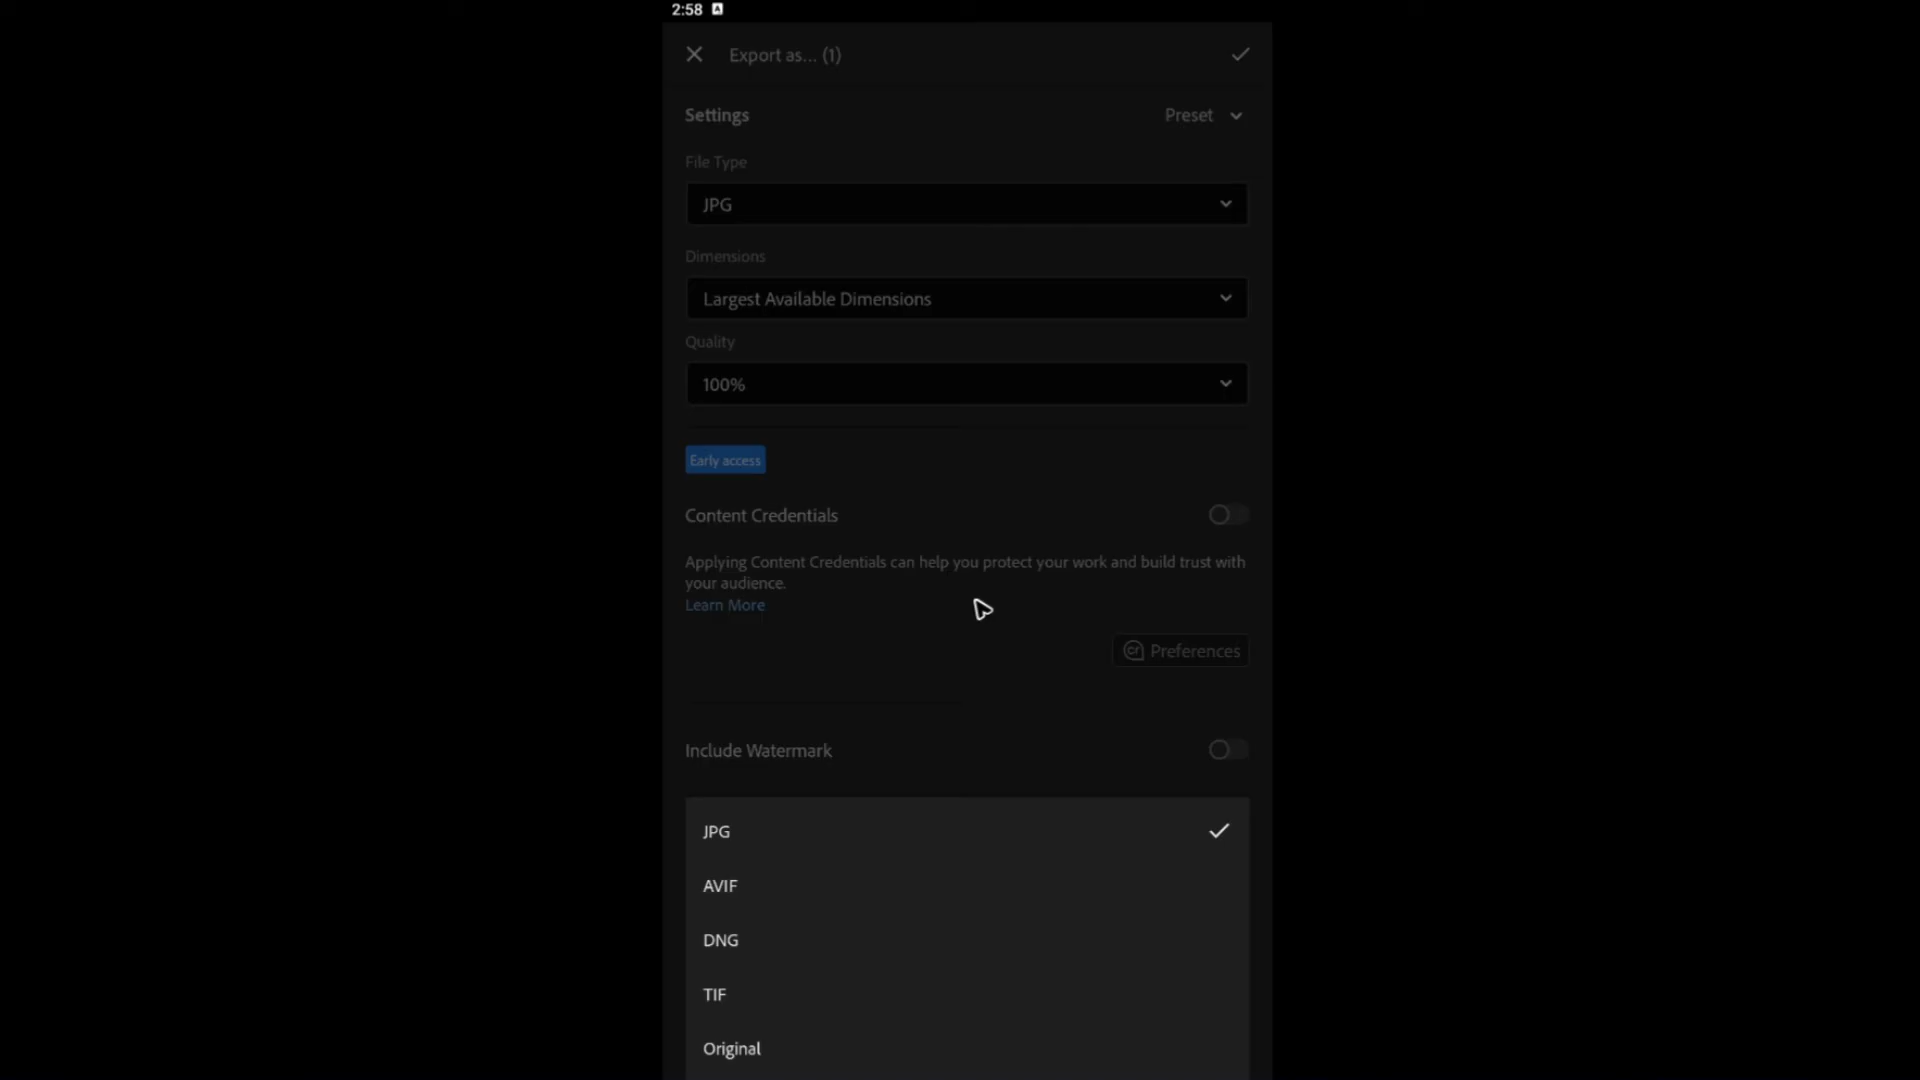 2:58 A
Export as... (1)
Settings
Preset
File Type
JPG
Dimensions
Largest Available Dimensions
Quality
100%
Early access
Content Credentials
Applying Content Credentials can help you protect your work and build trust with
your audience.
Learn More
cr Preferences
Include Watermark
JPG
AVIF
DNG
TIF
Original